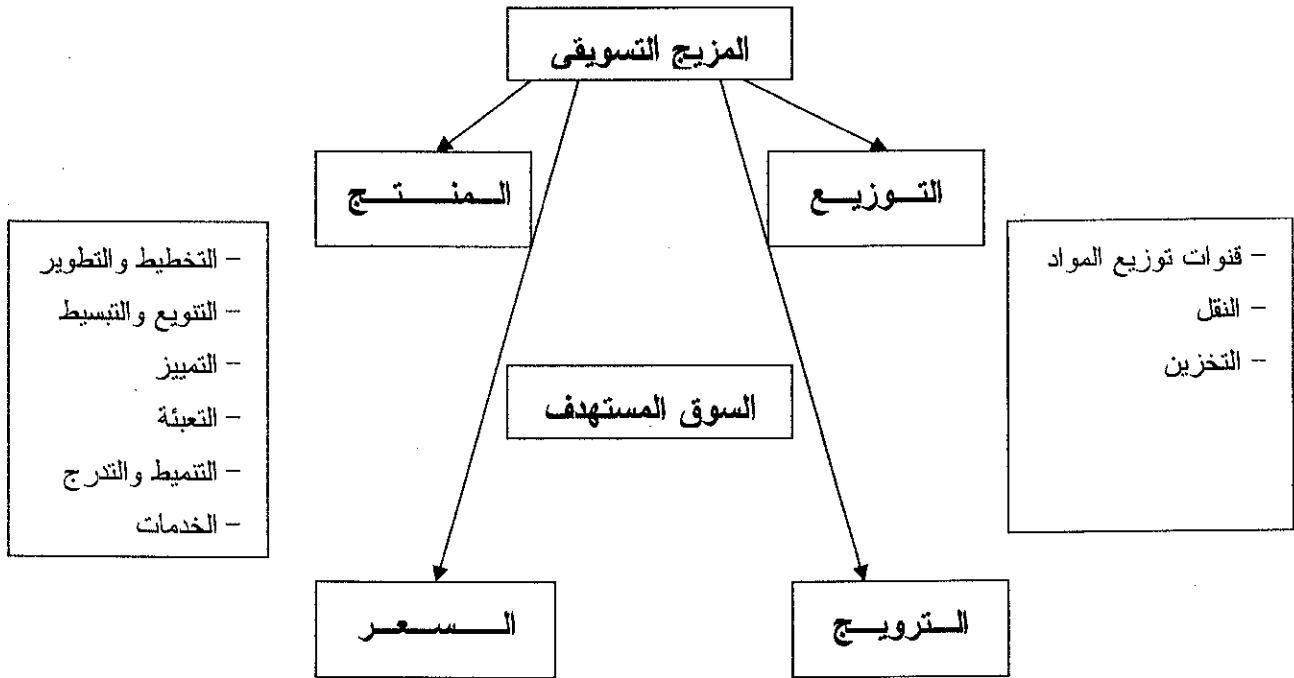 المزيج التسويقى
التوزيع
المنتج
- قنوات توزيع المواد
- النقل
- التخزين
- التخطيط والتطوير
- التنويع والتبسيط
- التمييز
- التعبئة
- التنميط والتدرج
- الخدمات
السوق المستهدف
الترويج
السعر